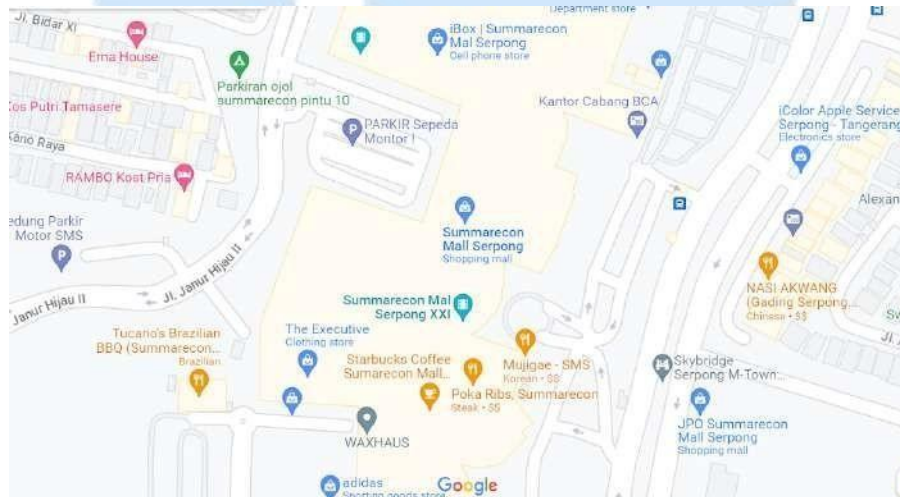 Department store
Jl. Bidar XI
iBox | Summarecon
Mal Serpong
Cell phone store
Erna House
Parkiran ojol
summarecon pintu 10
Kantor Cabang BCA
Kos Putri Tamasere
PARKIR Sepeda
Montor !
iColor Apple Service
Serpong - Tangerang
Electronics store
Kano Raya
RAMBO Kost Pria
Alexan
edung Parkir
Motor SMS
Summarecon
Mall Serpong
Shopping mall
Jl. Janur Hijau II
Janur Hijau II
NASI AKWANG
(Gading Serpong,...
Chinese • $$
Summarecon Mal
Serpong XXI
Sw
Tucano's Brazilian
BBQ (Summarecon...
Brazilian
The Executive
Clothing store
Starbucks Coffee
Sumarecon Mall...
Mujigae - SMS
Korean • $$
Poka Ribs, Summarecon
Steak • $$
Skybridge
Serpong M-Town...
Jl.
WAXHAUS
JPO Summarecon
Mall Serpong
Shopping mall
adidas
Sporting goods store
Google